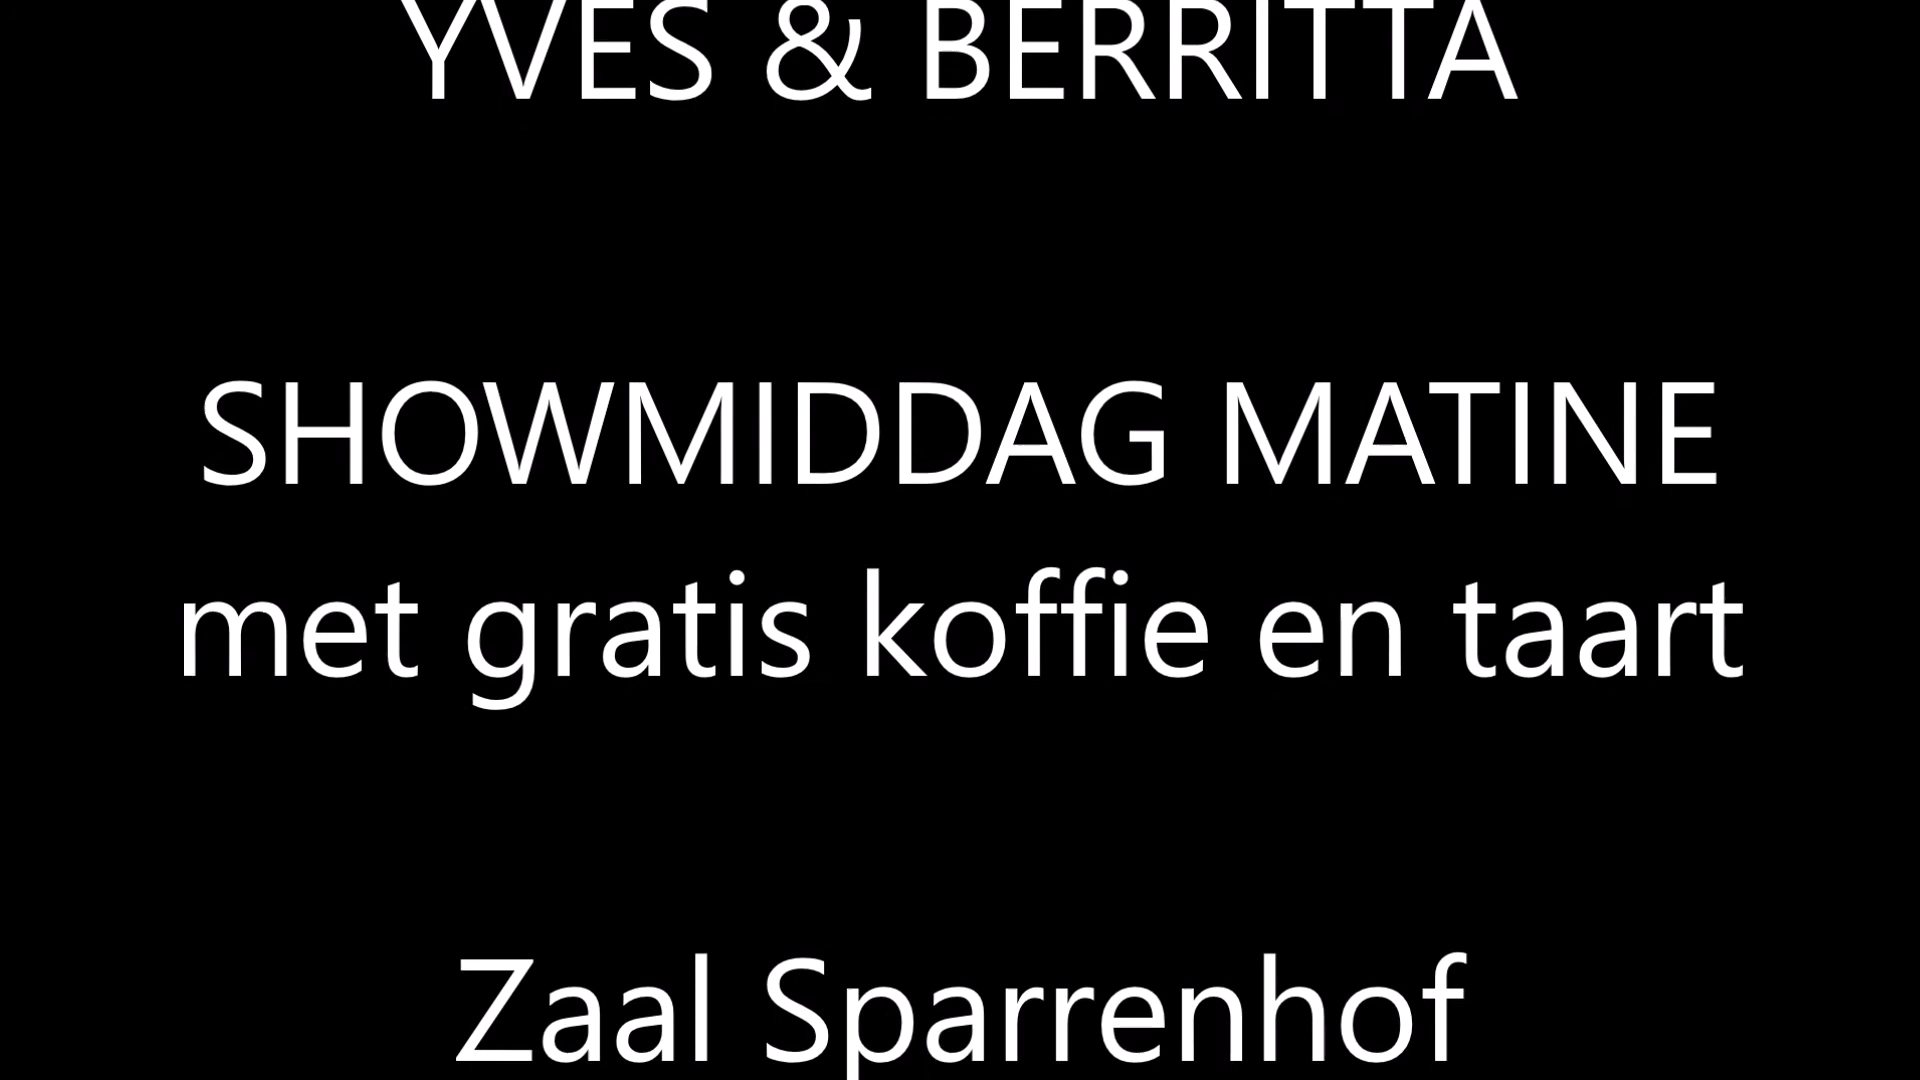 YVES & BERRITTA
SHOWMIDDAG MATINE
met gratis koffie en taart
Zaal Sparrenhof